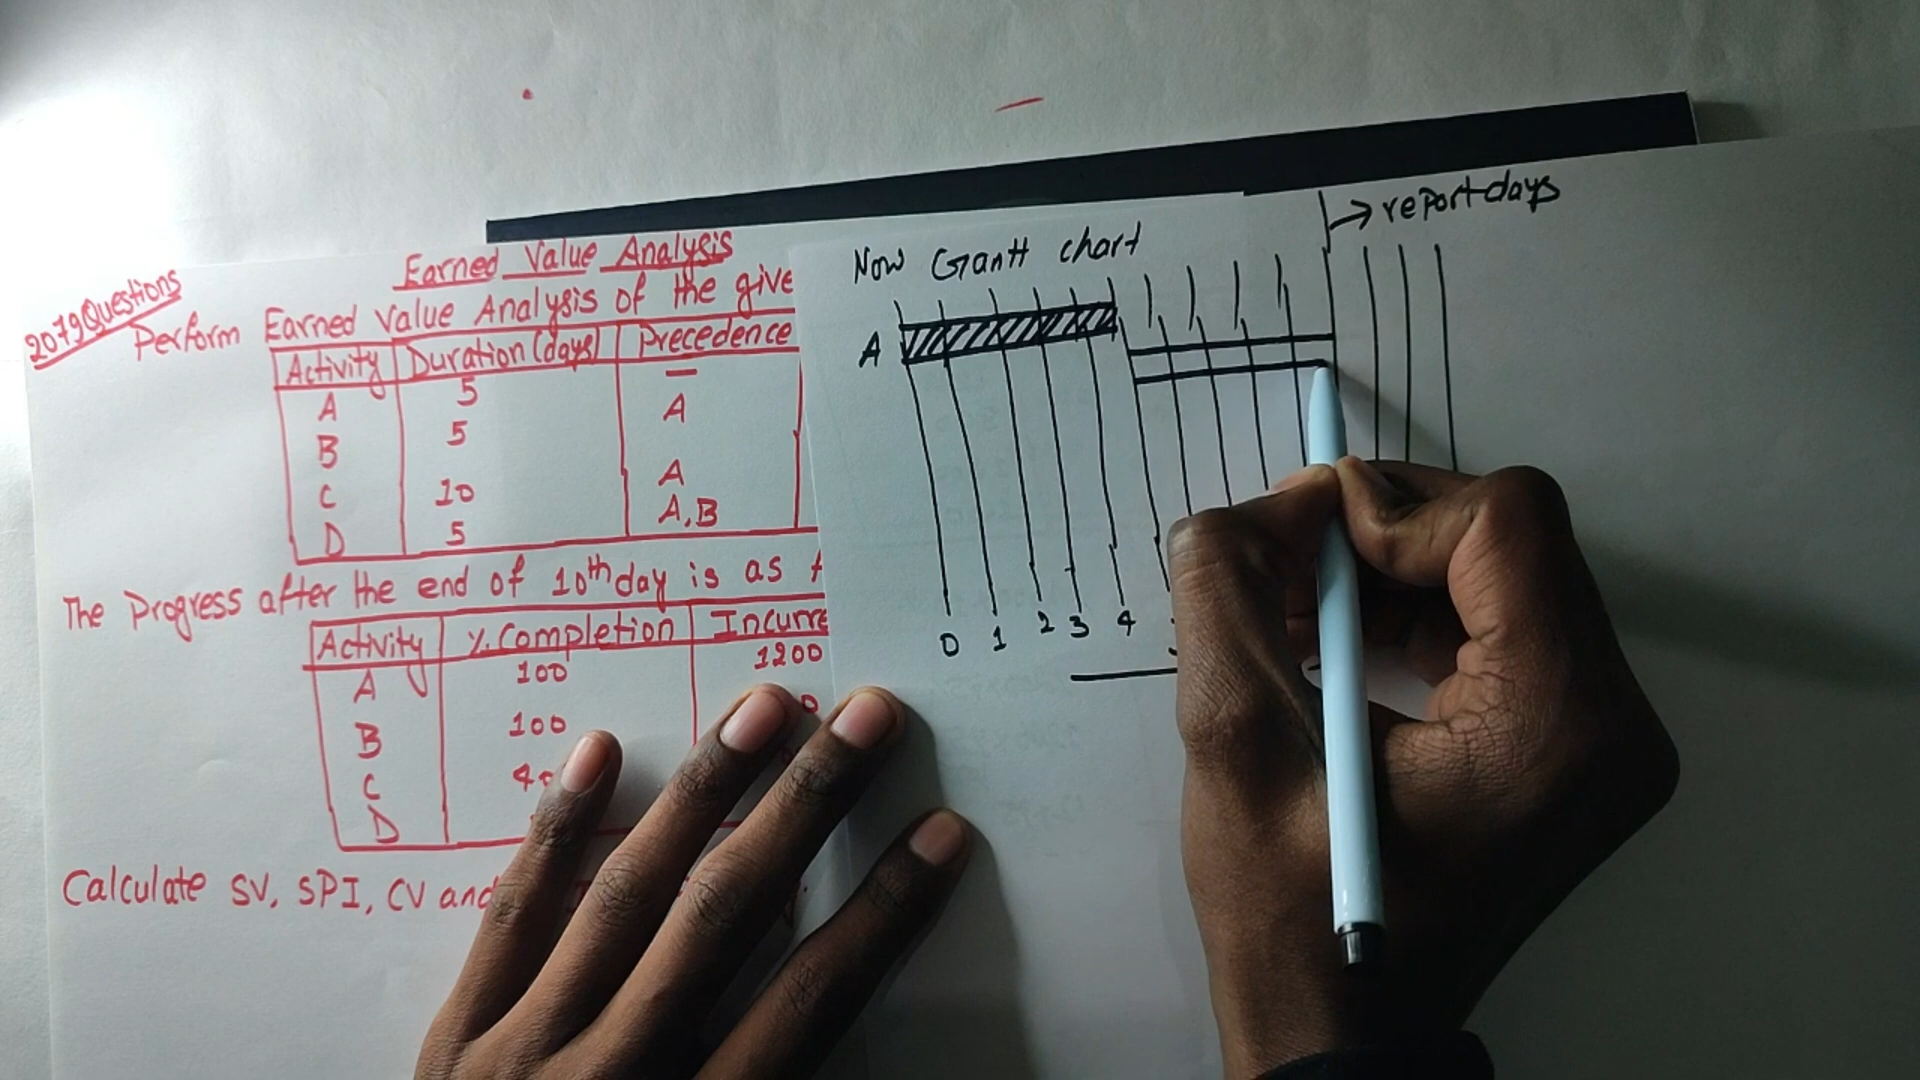 2079 Questions
Earned Value Analysis
Perform Earned Value Analysis of the give
Activity Duration (days) Precedence
A 5 —
B 5 A
C 10 A
D 5 A,B
The Progress after the end of 10th day is as
Activity %.Completion Incurre
A 100 1200
B 100 0
C 40
D
Calculate SV, SPI, CV and
Now Gantt chart
→ report days
A
0 1 2 3 4